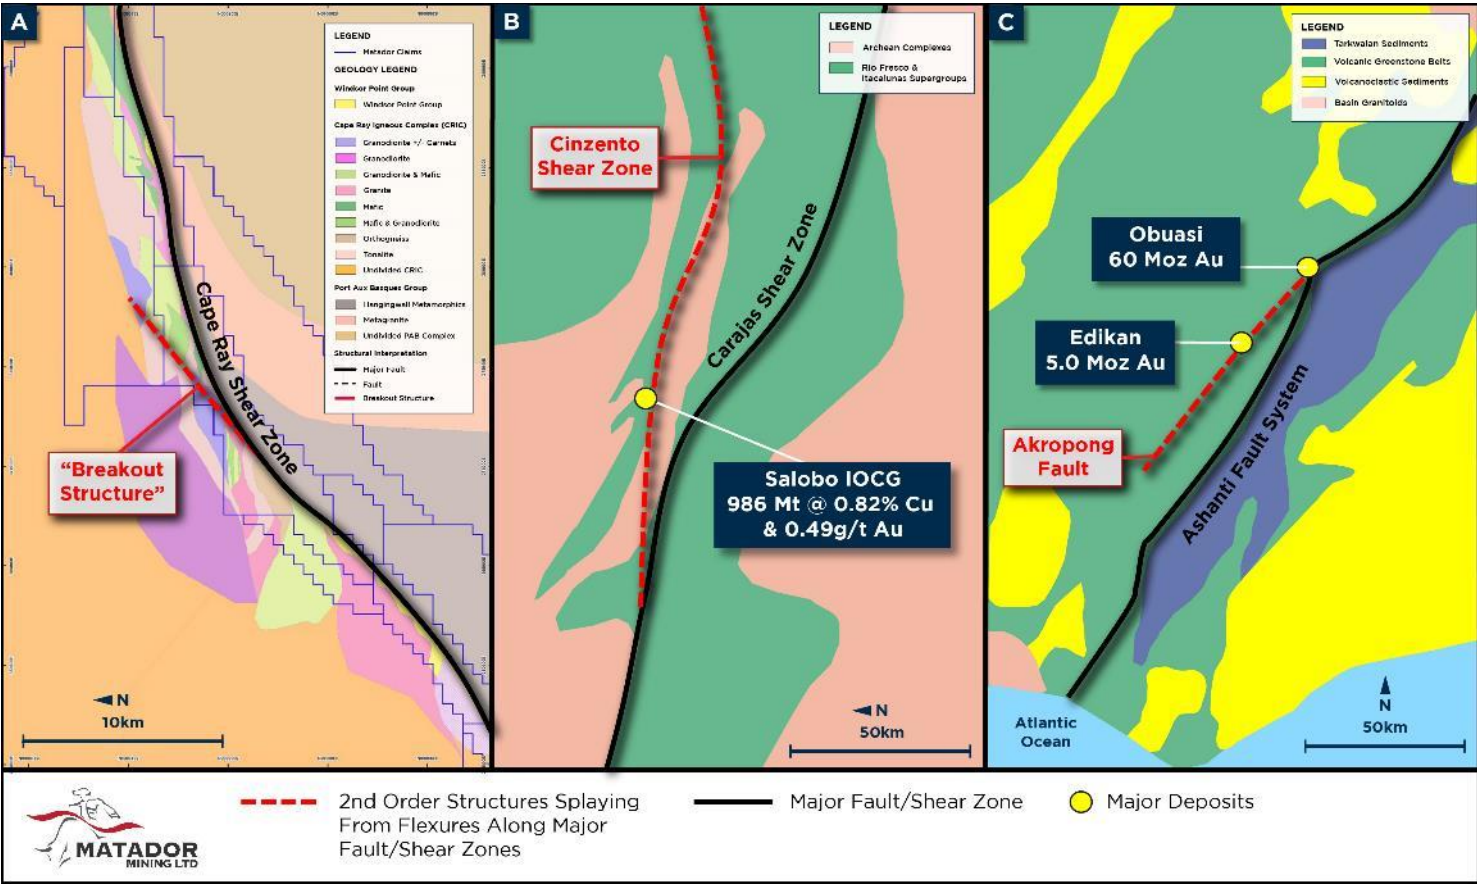 A
LEGEND
Matador Claims
GEOLOGY LEGEND
Windsor Point Group
Windsor Point Group
Cape Ray Igneous Complex (CRIC)
Granodiorite +/- Garnets
Granodiorite
Granodiorite & Mafic
Granite
Mafic
Mafic & Granodiorite
Orthogneiss
Tonalite
Undivided CRIC
Port Aux Basques Group
Hangingwall Metamorphics
Metagranite
Undivided PAB Complex
Structural Interpretation
Major Fault
Fault
Breakout Structure
Cape Ray Shear Zone
"Breakout
Structure"
N
10km
B
LEGEND
Archean Complexes
Rio Fresco &
Itacaiunas Supergroups
Cinzento
Shear Zone
Carajas Shear Zone
Salobo IOCG
986 Mt @ 0.82% Cu
& 0.49g/t Au
N
50km
C
LEGEND
Tarkwaian Sediments
Volcanic Greenstone Belts
Volcanoclastic Sediments
Basin Granitoids
Obuasi
60 Moz Au
Edikan
5.0 Moz Au
Akropong
Fault
Ashanti Fault System
Atlantic
Ocean
N
50km
MATADOR
MINING LTD
2nd Order Structures Splaying
From Flexures Along Major
Fault/Shear Zones
Major Fault/Shear Zone
Major Deposits